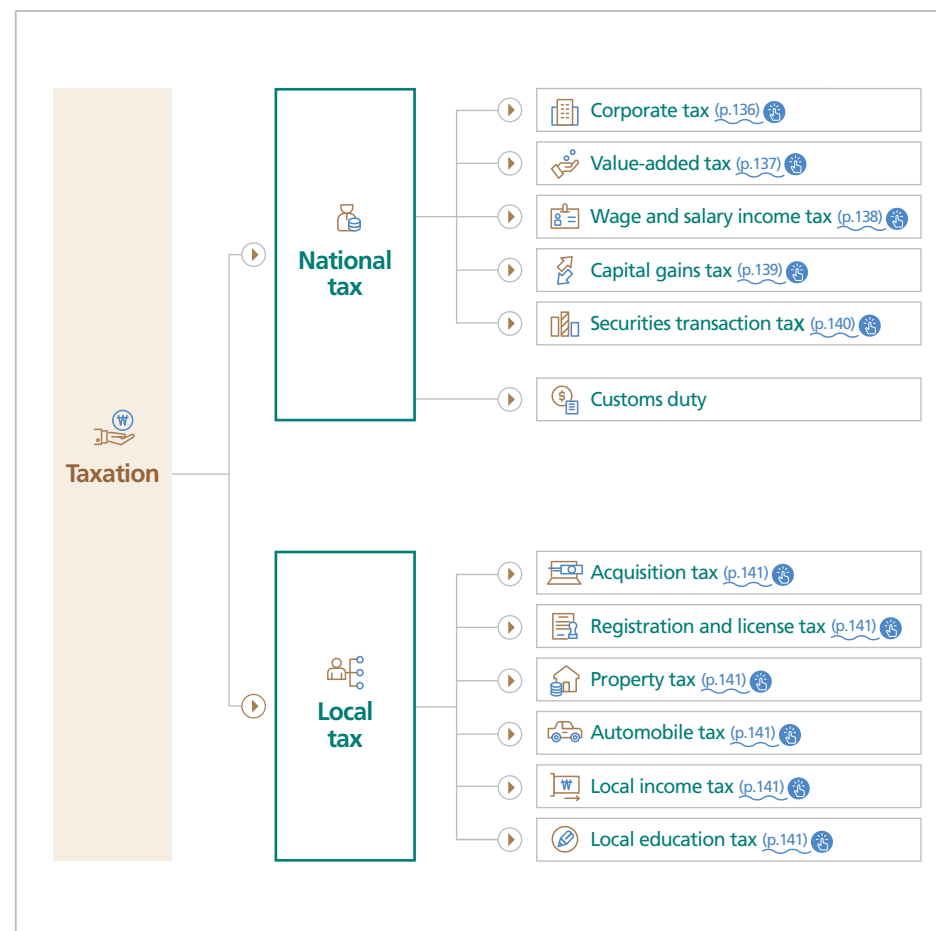 Taxation
National
tax
Corporate tax (p.136)
Value-added tax (p.137)
Wage and salary income tax (p.138)
Capital gains tax (p.139)
Securities transaction tax (p.140)
Customs duty
Local
tax
Acquisition tax (p.141)
Registration and license tax (p.141)
Property tax (p.141)
Automobile tax (p.141)
Local income tax (p.141)
Local education tax (p.141)